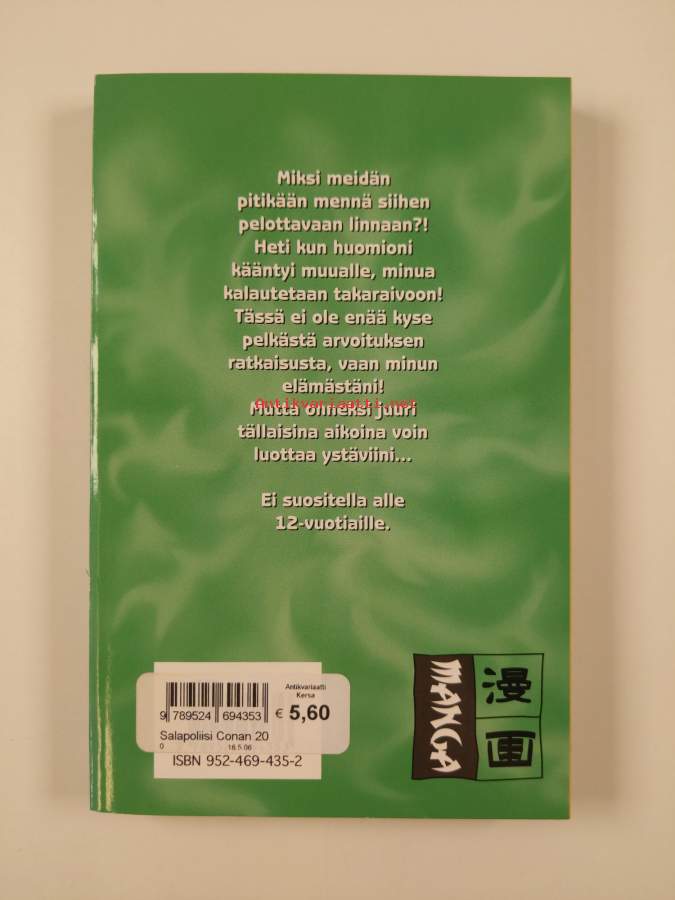 Miksi meidän
pitikään mennä siihen
pelottavaan linnaan?!
Heti kun huomioni
kääntyi muualle, minua
kalautetaan takaraivoon!
Tässä ei ole enää kyse
pelkästä arvoituksen
ratkaisusta, vaan minun
elämästäni!
Antikvariaatti.net
Mutta onneksi juuri
tällaisina aikoina voin
luottaa ystäviini...
Ei suositella alle
12-vuotiaille.
Antikvariaatti
Kersa
9 789524 694353 € 5,60
Salapoliisi Conan 20
0 16.5.06
ISBN 952-469-435-2
MANGA
漫
画